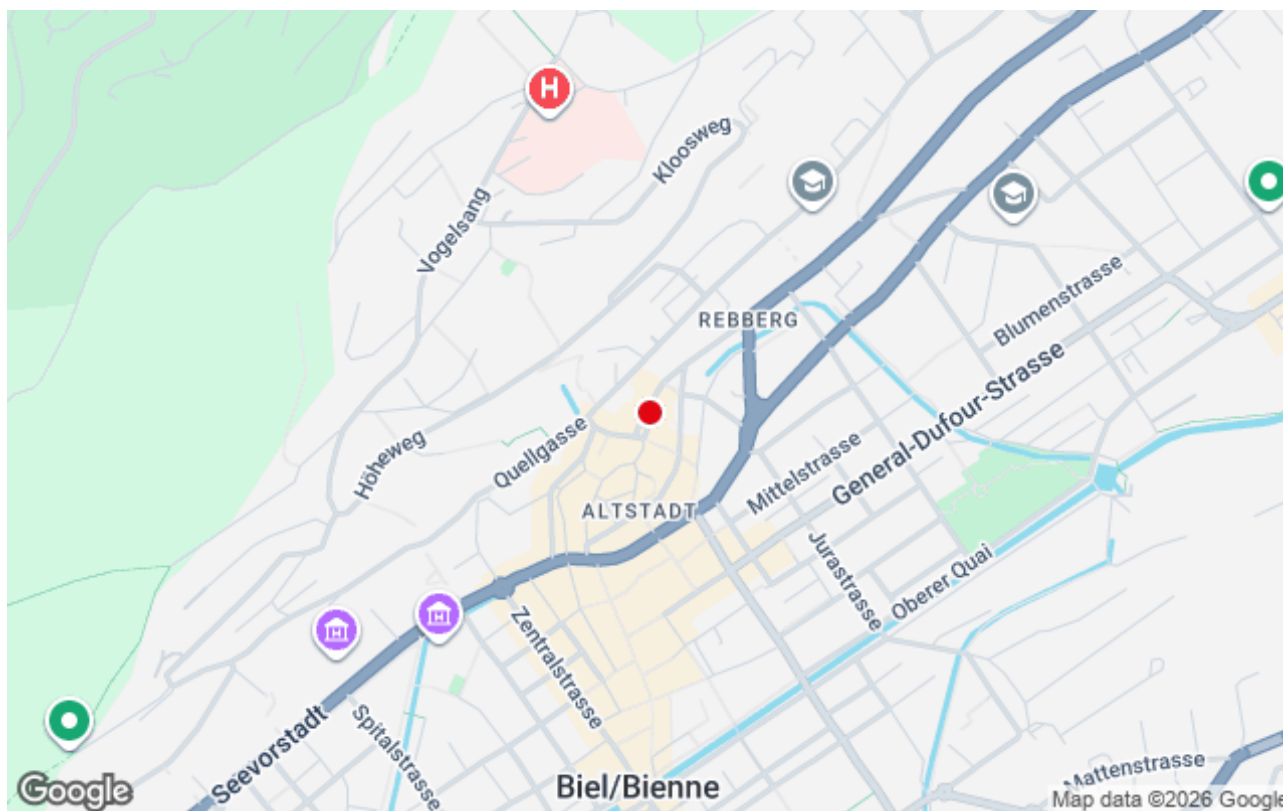 H
Klooosweg
Vogelsang
REBBERG
Blumenstrasse
General-Dufour-Strasse
Höheweg
Quellgasse
Mittelstrasse
ALTSTADT
Jurastrasse
Oberer Quai
Zentralstrasse
Seevorstadt
Spitalstrasse
Biel/Bienne
Mattenstrasse
Google
Map data ©2026 Google